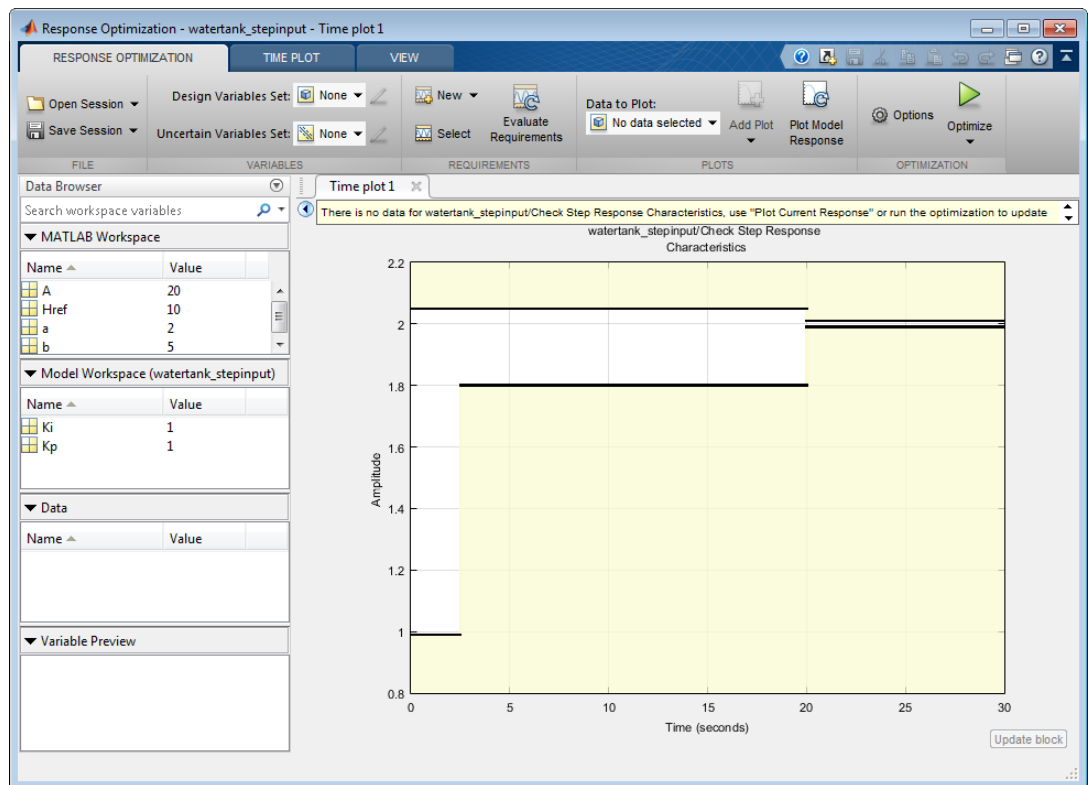 Response Optimization - watertank_stepinput - Time plot 1
RESPONSE OPTIMIZATION TIME PLOT VIEW
Open Session
Save Session
FILE
Design Variables Set: None
Uncertain Variables Set: None
VARIABLES
New
Select
Evaluate
Requirements
REQUIREMENTS
Data to Plot:
No data selected
Add Plot
Plot Model
Response
PLOTS
Options
Optimize
OPTIMIZATION
Data Browser
Search workspace variables
MATLAB Workspace
Name Value
A 20
Href 10
a 2
b 5
Model Workspace (watertank_stepinput)
Name Value
Ki 1
Kp 1
Data
Name Value
Variable Preview
Time plot 1
There is no data for watertank_stepinput/Check Step Response Characteristics, use "Plot Current Response" or run the optimization to update
watertank_stepinput/Check Step Response
Characteristics
2.2
2
1.8
1.6
1.4
1.2
1
0.8
Amplitude
0 5 10 15 20 25 30
Time (seconds)
Update block